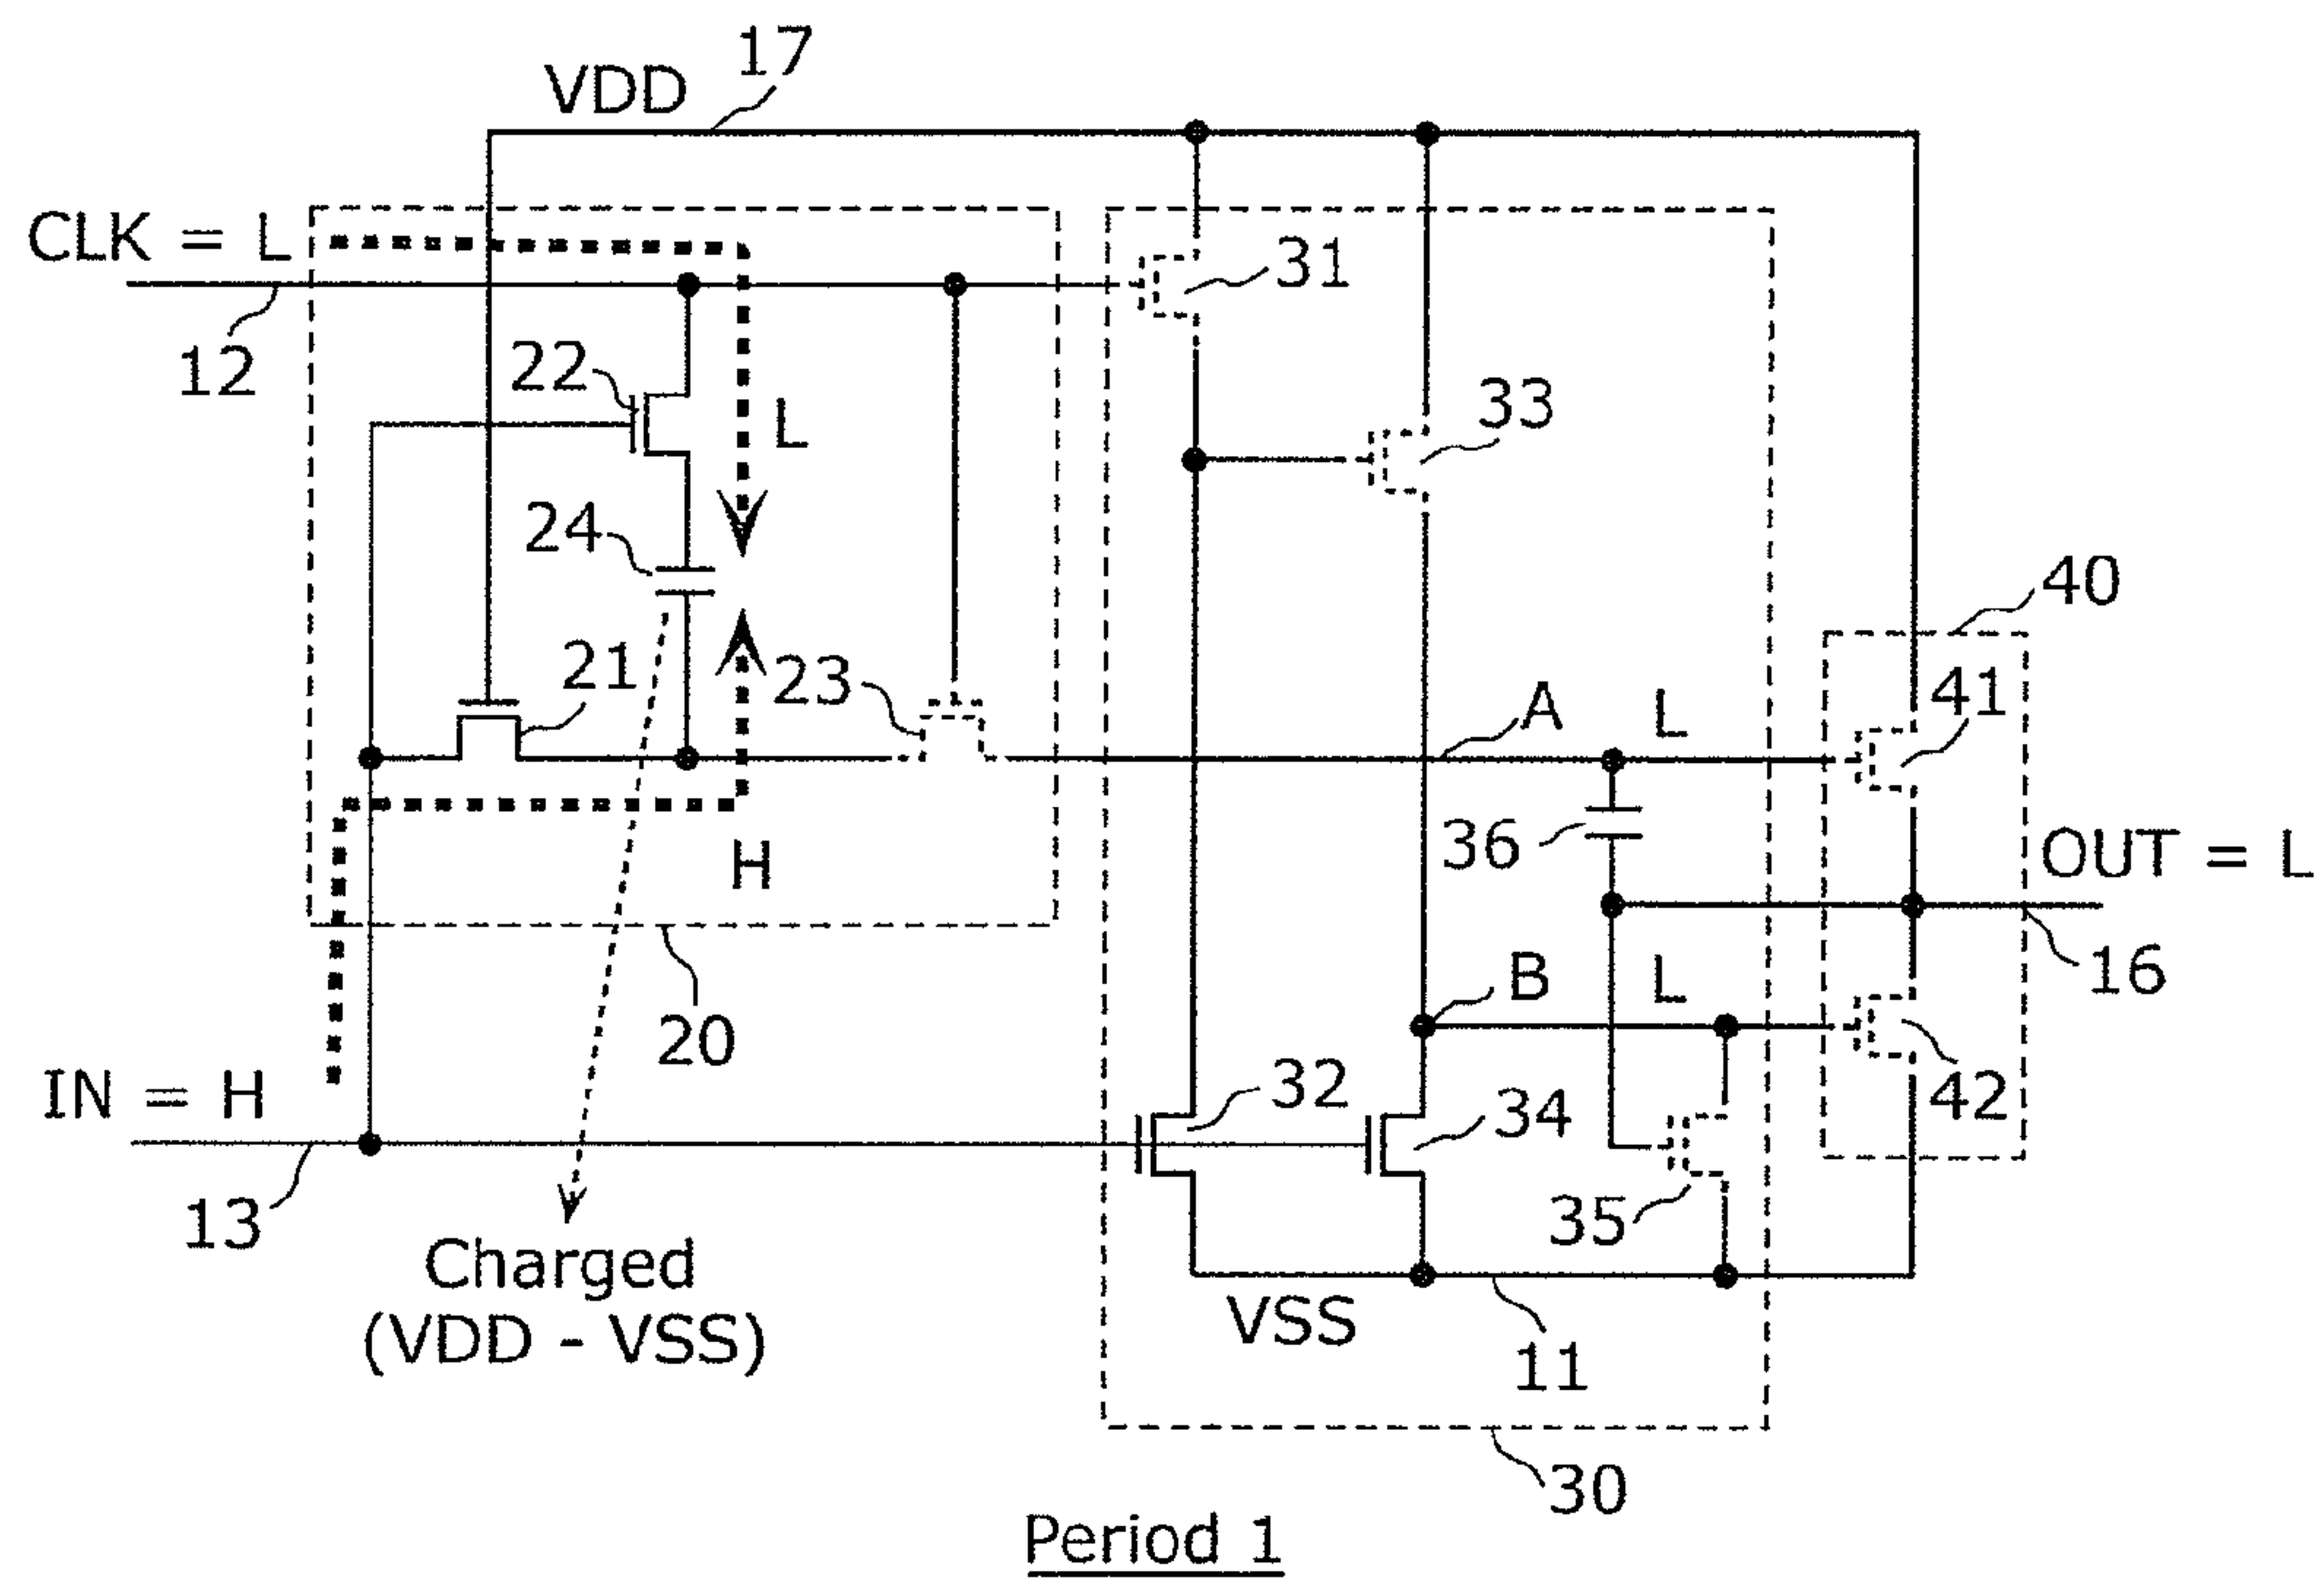 17
VDD
CLK = L
31
12
22
L
33
24
40
21
23
A
L
41
36
OUT = L
H
B
L
16
20
32
34
42
IN = H
13
35
Charged
(VDD - VSS)
VSS
11
30
Period 1